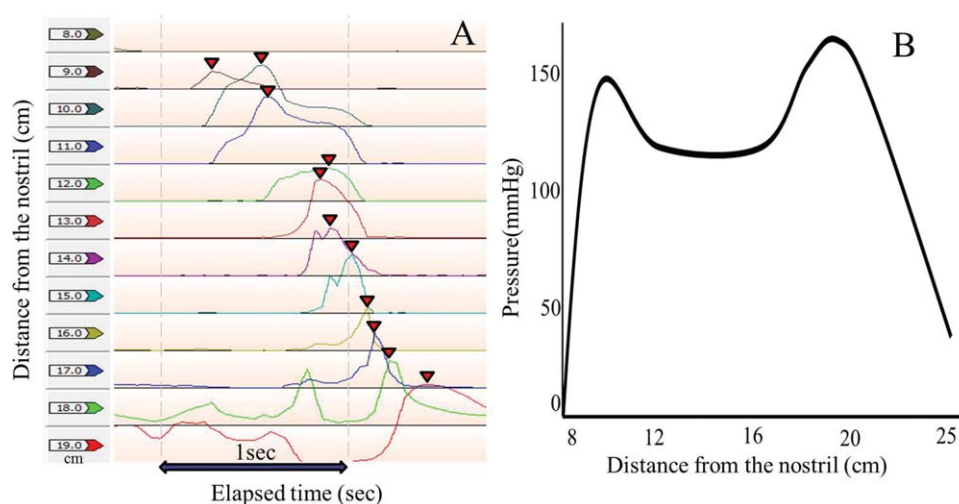 A
8.0
9.0
10.0
11.0
12.0
13.0
14.0
15.0
16.0
17.0
18.0
19.0
cm
Distance from the nostril (cm)
1sec
Elapsed time (sec)
B
150
100
50
0
Pressure(mmHg)
8 12 16 20 25
Distance from the nostril (cm)